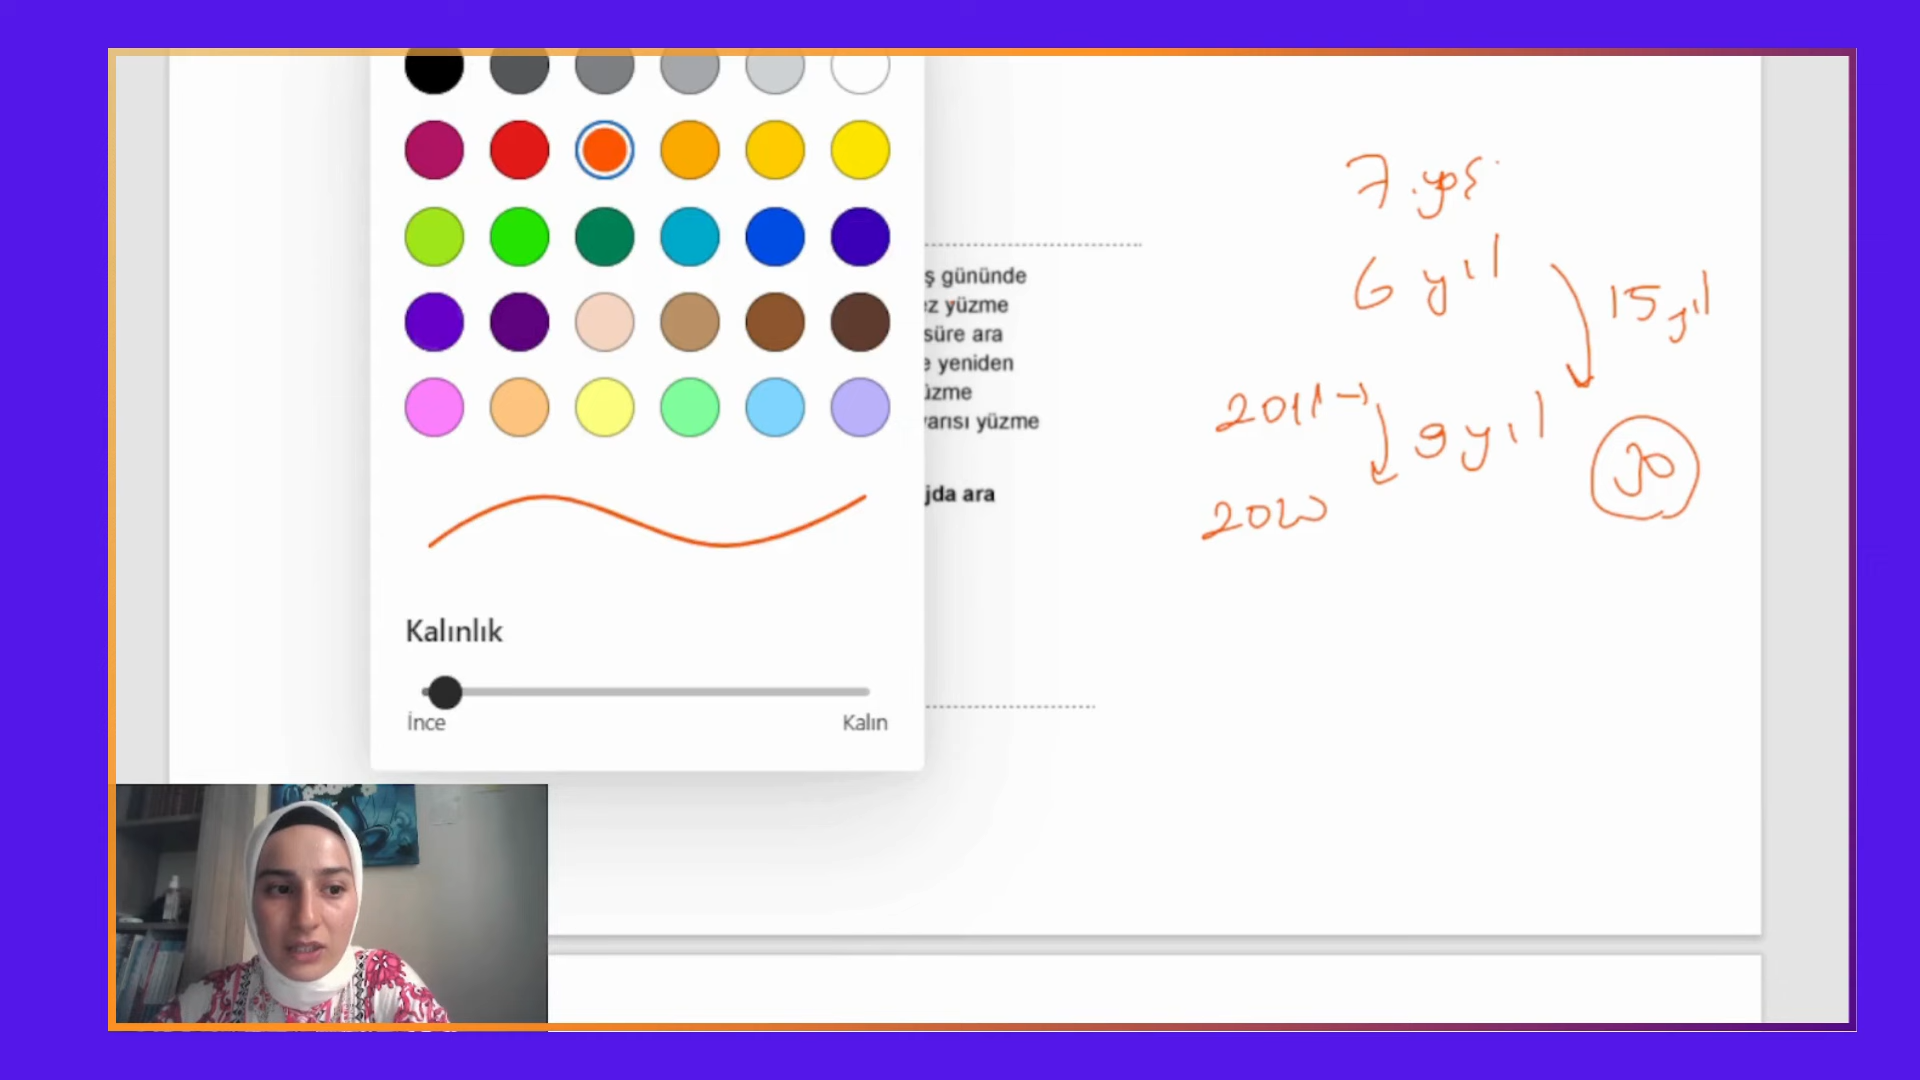 ş gününde
z yüzme
süre ara
e yeniden
üzme
arısı yüzme
jda ara
Kalınlık
İnce
Kalın
7 yaş
6 yıl
15 yıl
2011
9 yıl
30
2020